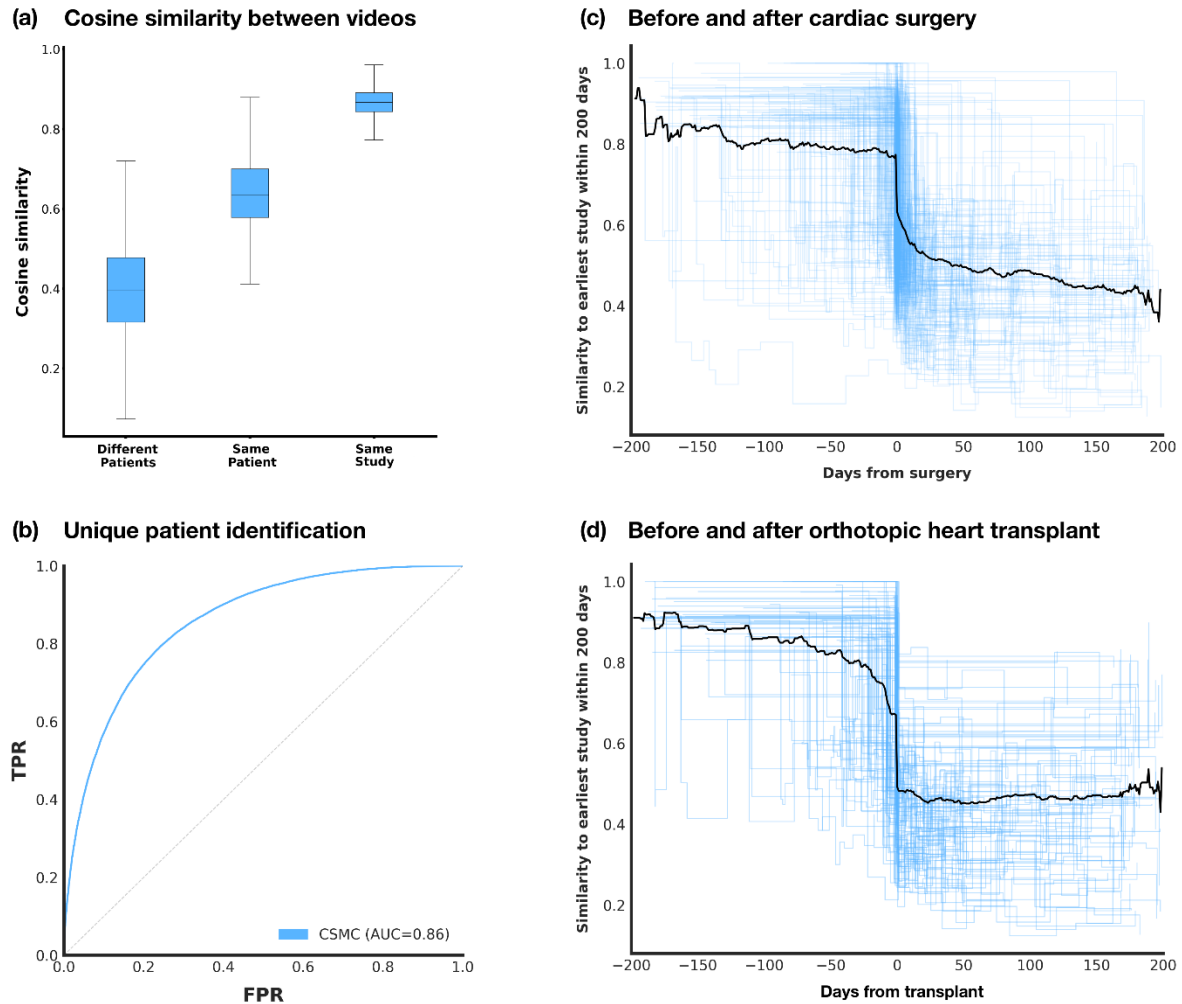 (a) Cosine similarity between videos
1.0
0.8
0.6
0.4
0.2
Cosine similarity
Different
Patients
Same
Patient
Same
Study
(b) Unique patient identification
1.0
0.8
0.6
0.4
0.2
0.0
TPR
CSMC (AUC=0.86)
0.0 0.2 0.4 0.6 0.8 1.0
FPR
(c) Before and after cardiac surgery
1.0
0.8
0.6
0.4
0.2
Similarity to earliest study within 200 days
−200 −150 −100 −50 0 50 100 150 200
Days from surgery
(d) Before and after orthotopic heart transplant
1.0
0.8
0.6
0.4
0.2
Similarity to earliest study within 200 days
−200 −150 −100 −50 0 50 100 150 200
Days from transplant